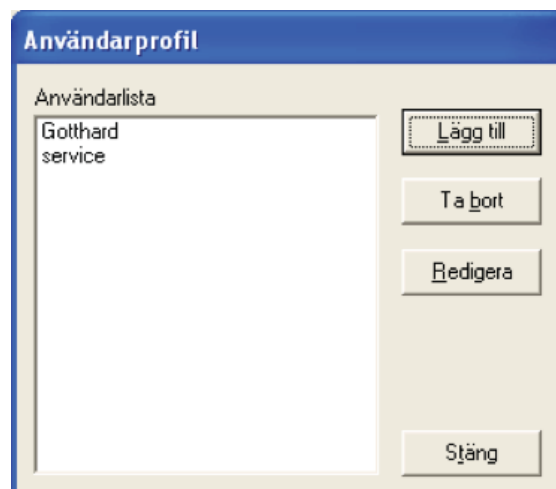 Användarprofil
Användarlista
Gotthard
service
Lägg till
Ta bort
Redigera
Stäng